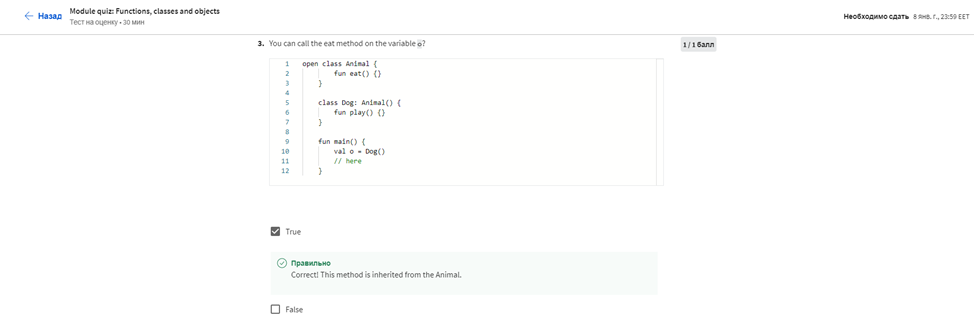 Назад
Module quiz: Functions, classes and objects
Тест на оценку • 30 мин
Необходимо сдать 8 янв. г., 23:59 EET
3. You can call the eat method on the variable o?
1 / 1 балл
1 open class Animal {
2 fun eat() {}
3 }
4
5 class Dog: Animal() {
6 fun play() {}
7 }
8
9 fun main() {
10 val o = Dog()
11 // here
12 }
True
Правильно
Correct! This method is inherited from the Animal.
False